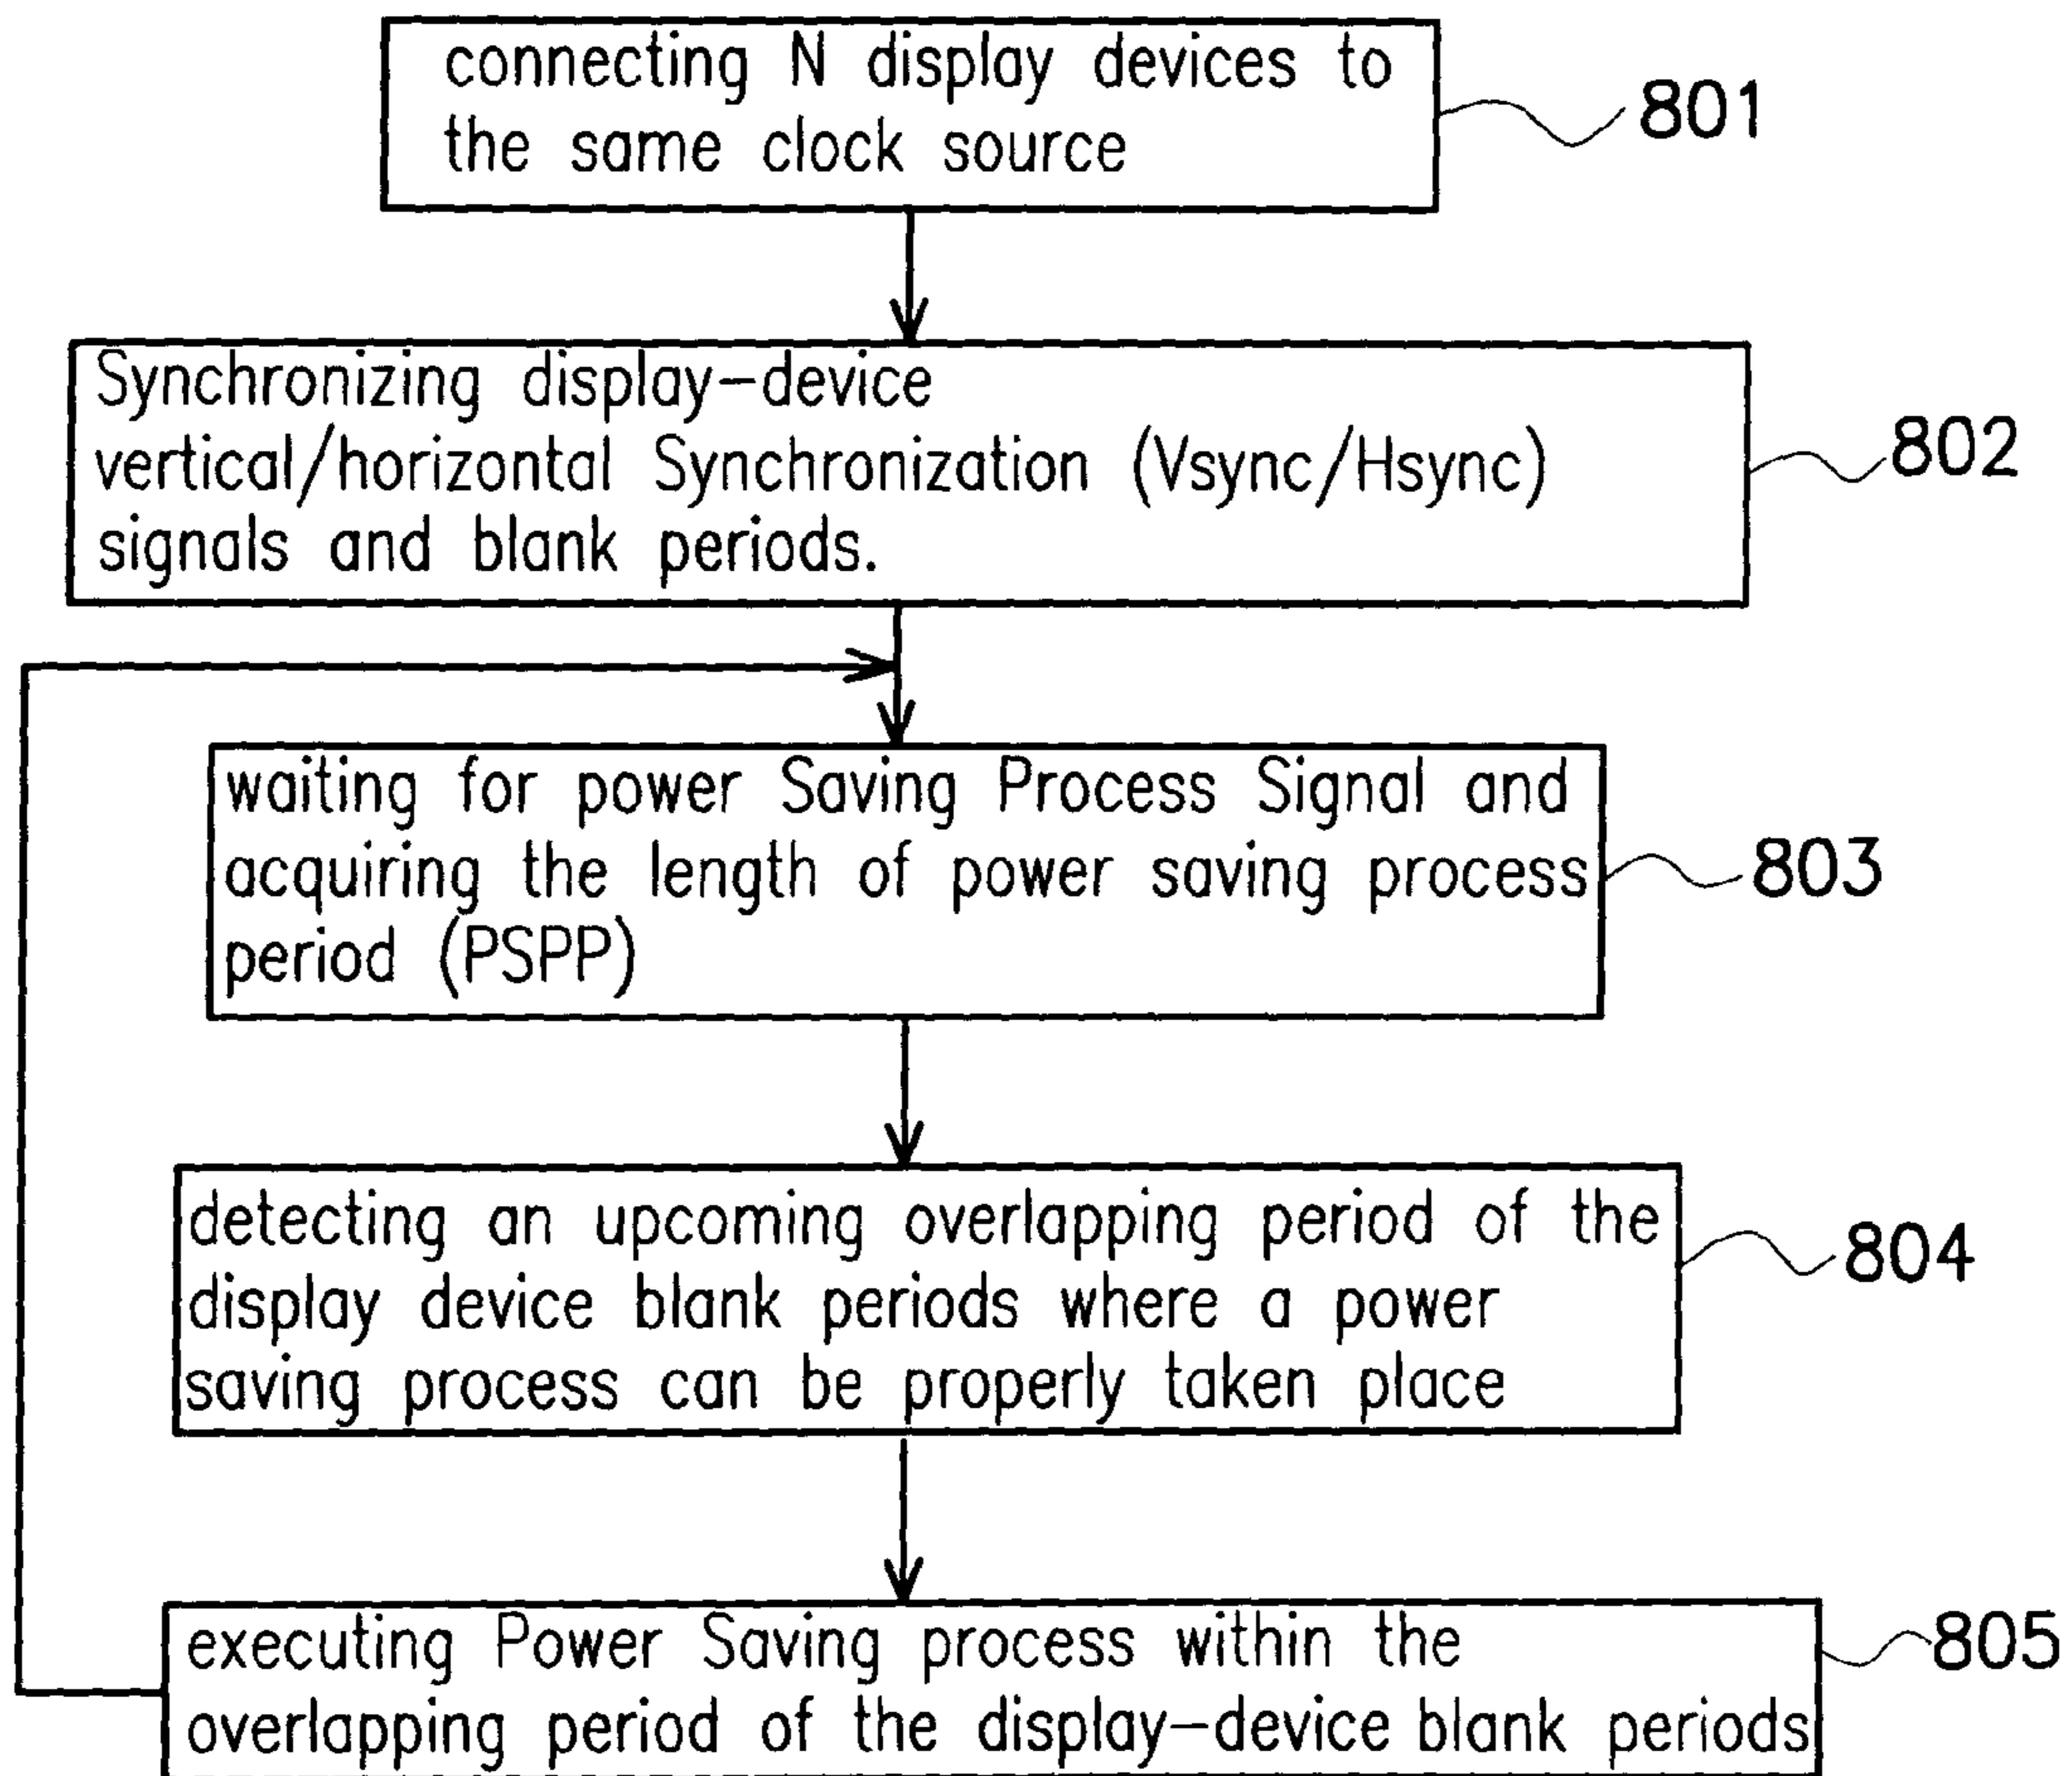 connecting N display devices to
the same clock source
801
Synchronizing display-device
vertical/horizontal Synchronization (Vsync/Hsync)
signals and blank periods.
802
waiting for power Saving Process Signal and
acquiring the length of power saving process
period (PSPP)
803
detecting an upcoming overlapping period of the
display device blank periods where a power
saving process can be properly taken place
804
executing Power Saving process within the
overlapping period of the display-device blank periods
805